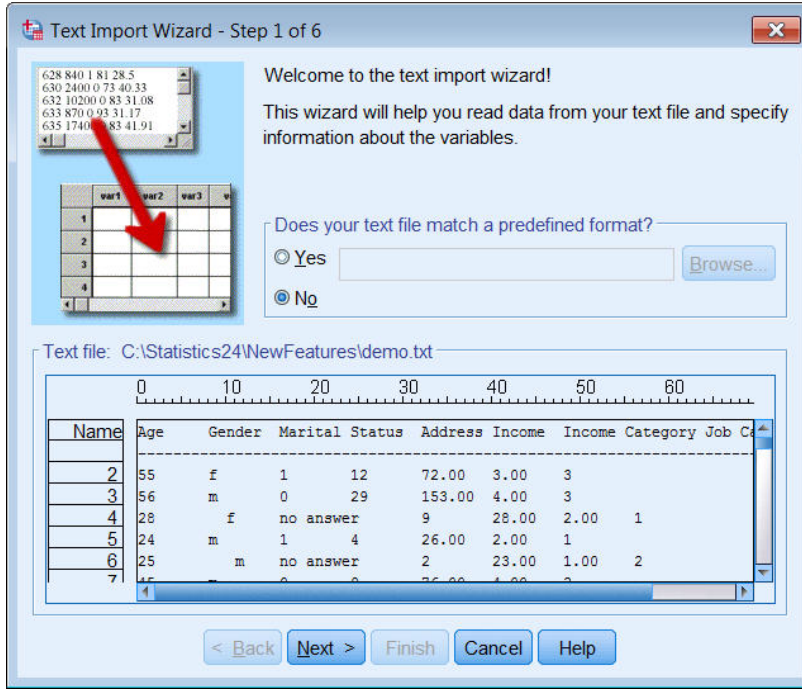 Text Import Wizard - Step 1 of 6
628 840 1 81 28.5
630 2400 0 73 40.33
632 10200 0 83 31.08
633 870 0 93 31.17
635 1740 83 41.91
var1 var2 var3
1
2
3
4
Welcome to the text import wizard!
This wizard will help you read data from your text file and specify
information about the variables.
Does your text file match a predefined format?
Yes
Browse...
No
Text file: C:\Statistics24\NewFeatures\demo.txt
0 10 20 30 40 50 60
Name Age Gender Marital Status Address Income Income Category Job Ca
2 55 f 1 12 72.00 3.00 3
3 56 m 0 29 153.00 4.00 3
4 28 f no answer 9 28.00 2.00 1
5 24 m 1 4 26.00 2.00 1
6 25 m no answer 2 23.00 1.00 2
7
< Back Next > Finish Cancel Help